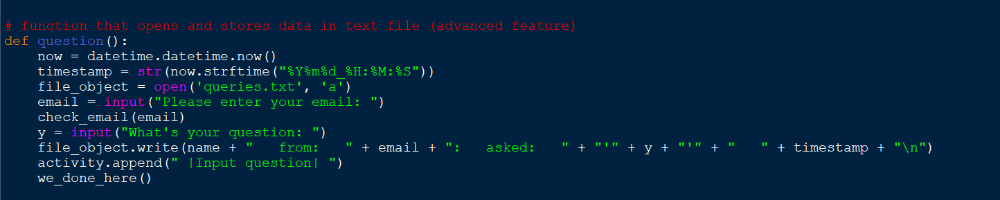 # function that opens and stores data in text file (advanced feature)
def question():
    now = datetime.datetime.now()
    timestamp = str(now.strftime("%Y%m%d_%H:%M:%S"))
    file_object = open('queries.txt', 'a')
    email = input("Please enter your email: ")
    check_email(email)
    y = input("What's your question: ")
    file_object.write(name + "   from:   " + email + ":   asked:   " + "'" + y + "'" + "   " + timestamp + "\n")
    activity.append(" |Input question| ")
    we_done_here()